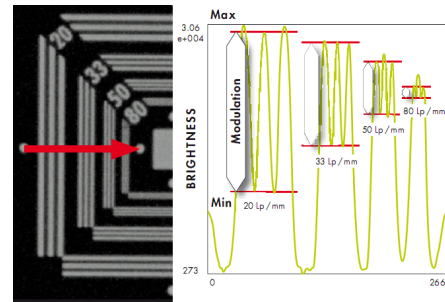 20
33
50
80
Max
3.06
e+004
BRIGHTNESS
Modulation
Min
273
20 Lp/mm
33 Lp/mm
50 Lp/mm
80 Lp/mm
0
266